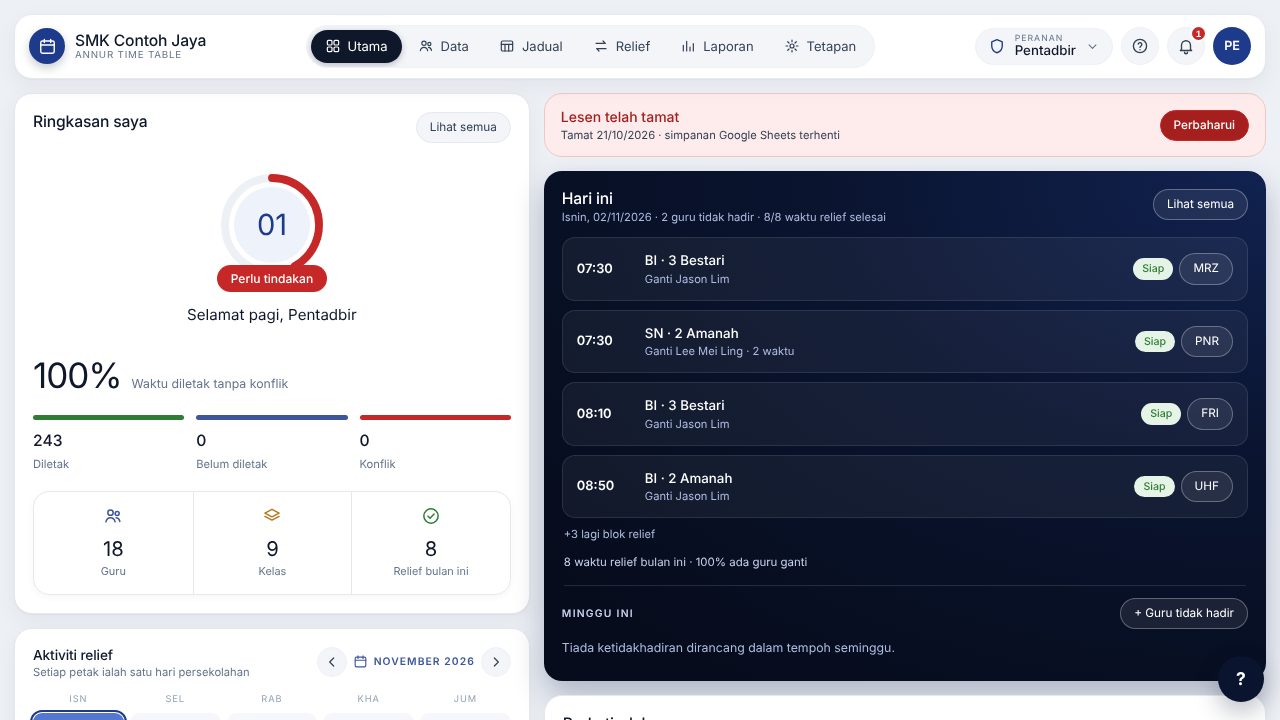 SMK Contoh Jaya
ANNUR TIME TABLE
Utama
Data
Jadual
Relief
Laporan
Tetapan
PERANAN
Pentadbir
1
PE
Ringkasan saya
Lihat semua
01
Perlu tindakan
Selamat pagi, Pentadbir
100% Waktu diletak tanpa konflik
243
Diletak
0
Belum diletak
0
Konflik
18
Guru
9
Kelas
8
Relief bulan ini
Aktiviti relief
Setiap petak ialah satu hari persekolahan
NOVEMBER 2026
ISN SEL RAB KHA JUM
Lesen telah tamat
Tamat 21/10/2026 · simpanan Google Sheets terhenti
Perbaharui
Hari ini
Isnin, 02/11/2026 · 2 guru tidak hadir · 8/8 waktu relief selesai
Lihat semua
07:30
BI · 3 Bestari
Ganti Jason Lim
Siap
MRZ
07:30
SN · 2 Amanah
Ganti Lee Mei Ling · 2 waktu
Siap
PNR
08:10
BI · 3 Bestari
Ganti Jason Lim
Siap
FRI
08:50
BI · 2 Amanah
Ganti Jason Lim
Siap
UHF
+3 lagi blok relief
8 waktu relief bulan ini · 100% ada guru ganti
MINGGU INI
+ Guru tidak hadir
Tiada ketidakhadiran dirancang dalam tempoh seminggu.
?